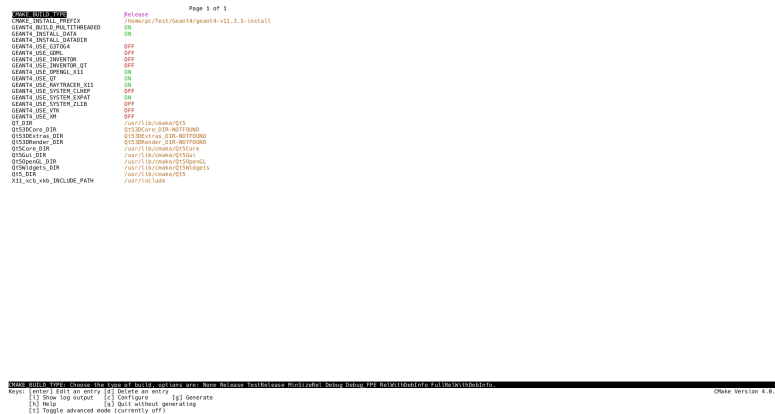 Page 1 of 1
CMAKE_BUILD_TYPE Release
CMAKE_INSTALL_PREFIX /home/pc/Test/Geant4/geant4-v11.3.1-install
GEANT4_BUILD_MULTITHREADED ON
GEANT4_INSTALL_DATA ON
GEANT4_INSTALL_DATADIR
GEANT4_USE_G3TOG4 OFF
GEANT4_USE_GDML OFF
GEANT4_USE_INVENTOR OFF
GEANT4_USE_INVENTOR_QT OFF
GEANT4_USE_OPENGL_X11 ON
GEANT4_USE_QT ON
GEANT4_USE_RAYTRACER_X11 ON
GEANT4_USE_SYSTEM_CLHEP OFF
GEANT4_USE_SYSTEM_EXPAT ON
GEANT4_USE_SYSTEM_ZLIB OFF
GEANT4_USE_VTK OFF
GEANT4_USE_XM OFF
QT_DIR /usr/lib/cmake/Qt5
Qt53DCore_DIR Qt53DCore_DIR-NOTFOUND
Qt53DExtras_DIR Qt53DExtras_DIR-NOTFOUND
Qt53DRender_DIR Qt53DRender_DIR-NOTFOUND
Qt5Core_DIR /usr/lib/cmake/Qt5Core
Qt5Gui_DIR /usr/lib/cmake/Qt5Gui
Qt5OpenGL_DIR /usr/lib/cmake/Qt5OpenGL
Qt5Widgets_DIR /usr/lib/cmake/Qt5Widgets
Qt5_DIR /usr/lib/cmake/Qt5
X11_xcb_xkb_INCLUDE_PATH /usr/include
CMAKE_BUILD_TYPE: Choose the type of build, options are: None Release TestRelease MinSizeRel Debug Debug_FPE RelWithDebInfo FullRelWithDebInfo.
Keys: [enter] Edit an entry [d] Delete an entry CMake Version 4.0.
[l] Show log output [c] Configure [g] Generate
[h] Help [q] Quit without generating
[t] Toggle advanced mode (currently off)